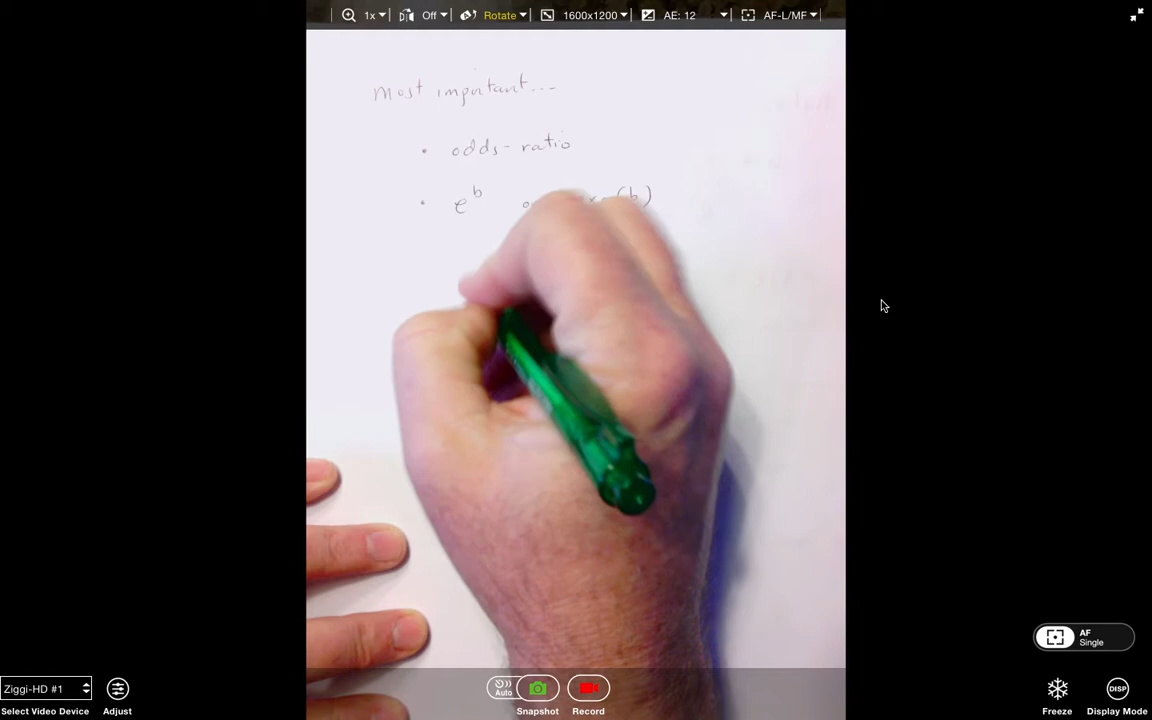 1x Off Rotate 1600x1200 AE: 12 AF-L/MF
most important...
• odds-ratio
• e^b (b)
AF
Single
Ziggi-HD #1
Auto
DISP
Select Video Device Adjust Snapshot Record Freeze Display Mode